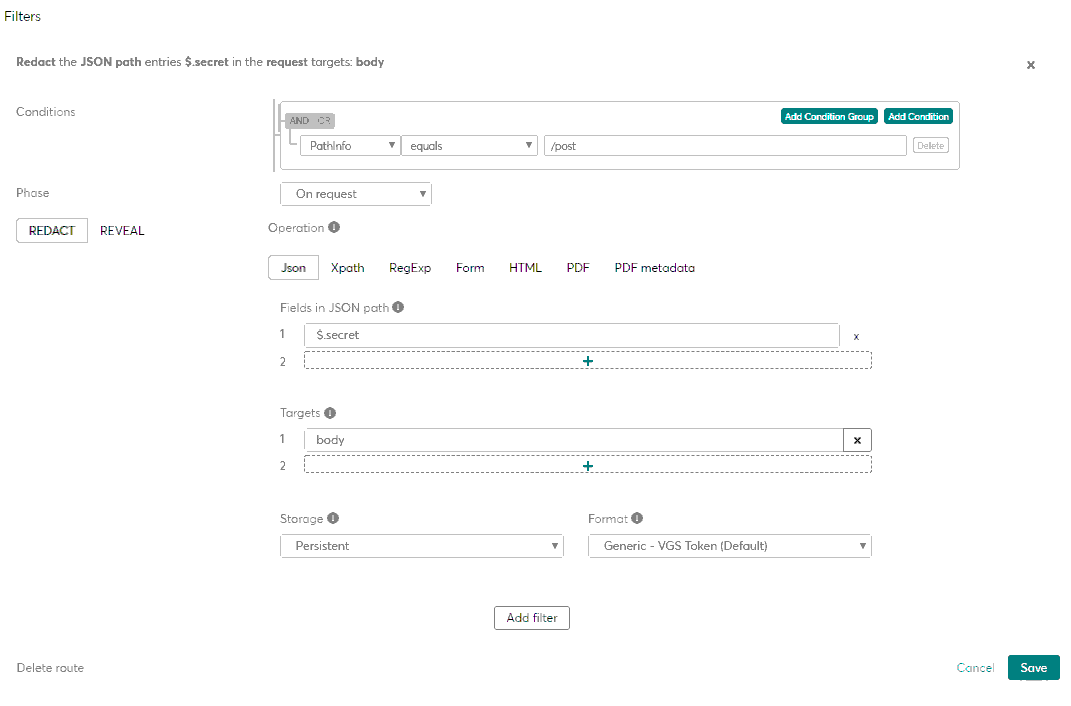 Filters
Redact the JSON path entries $.secret in the request targets: body
x
Conditions
AND OR
Add Condition Group
Add Condition
PathInfo
equals
/post
Delete
Phase
On request
REDACT
REVEAL
Operation
Json
Xpath
RegExp
Form
HTML
PDF
PDF metadata
Fields in JSON path
1
$.secret
x
2
+
Targets
1
body
x
2
+
Storage
Format
Persistent
Generic - VGS Token (Default)
Add filter
Delete route
Cancel
Save